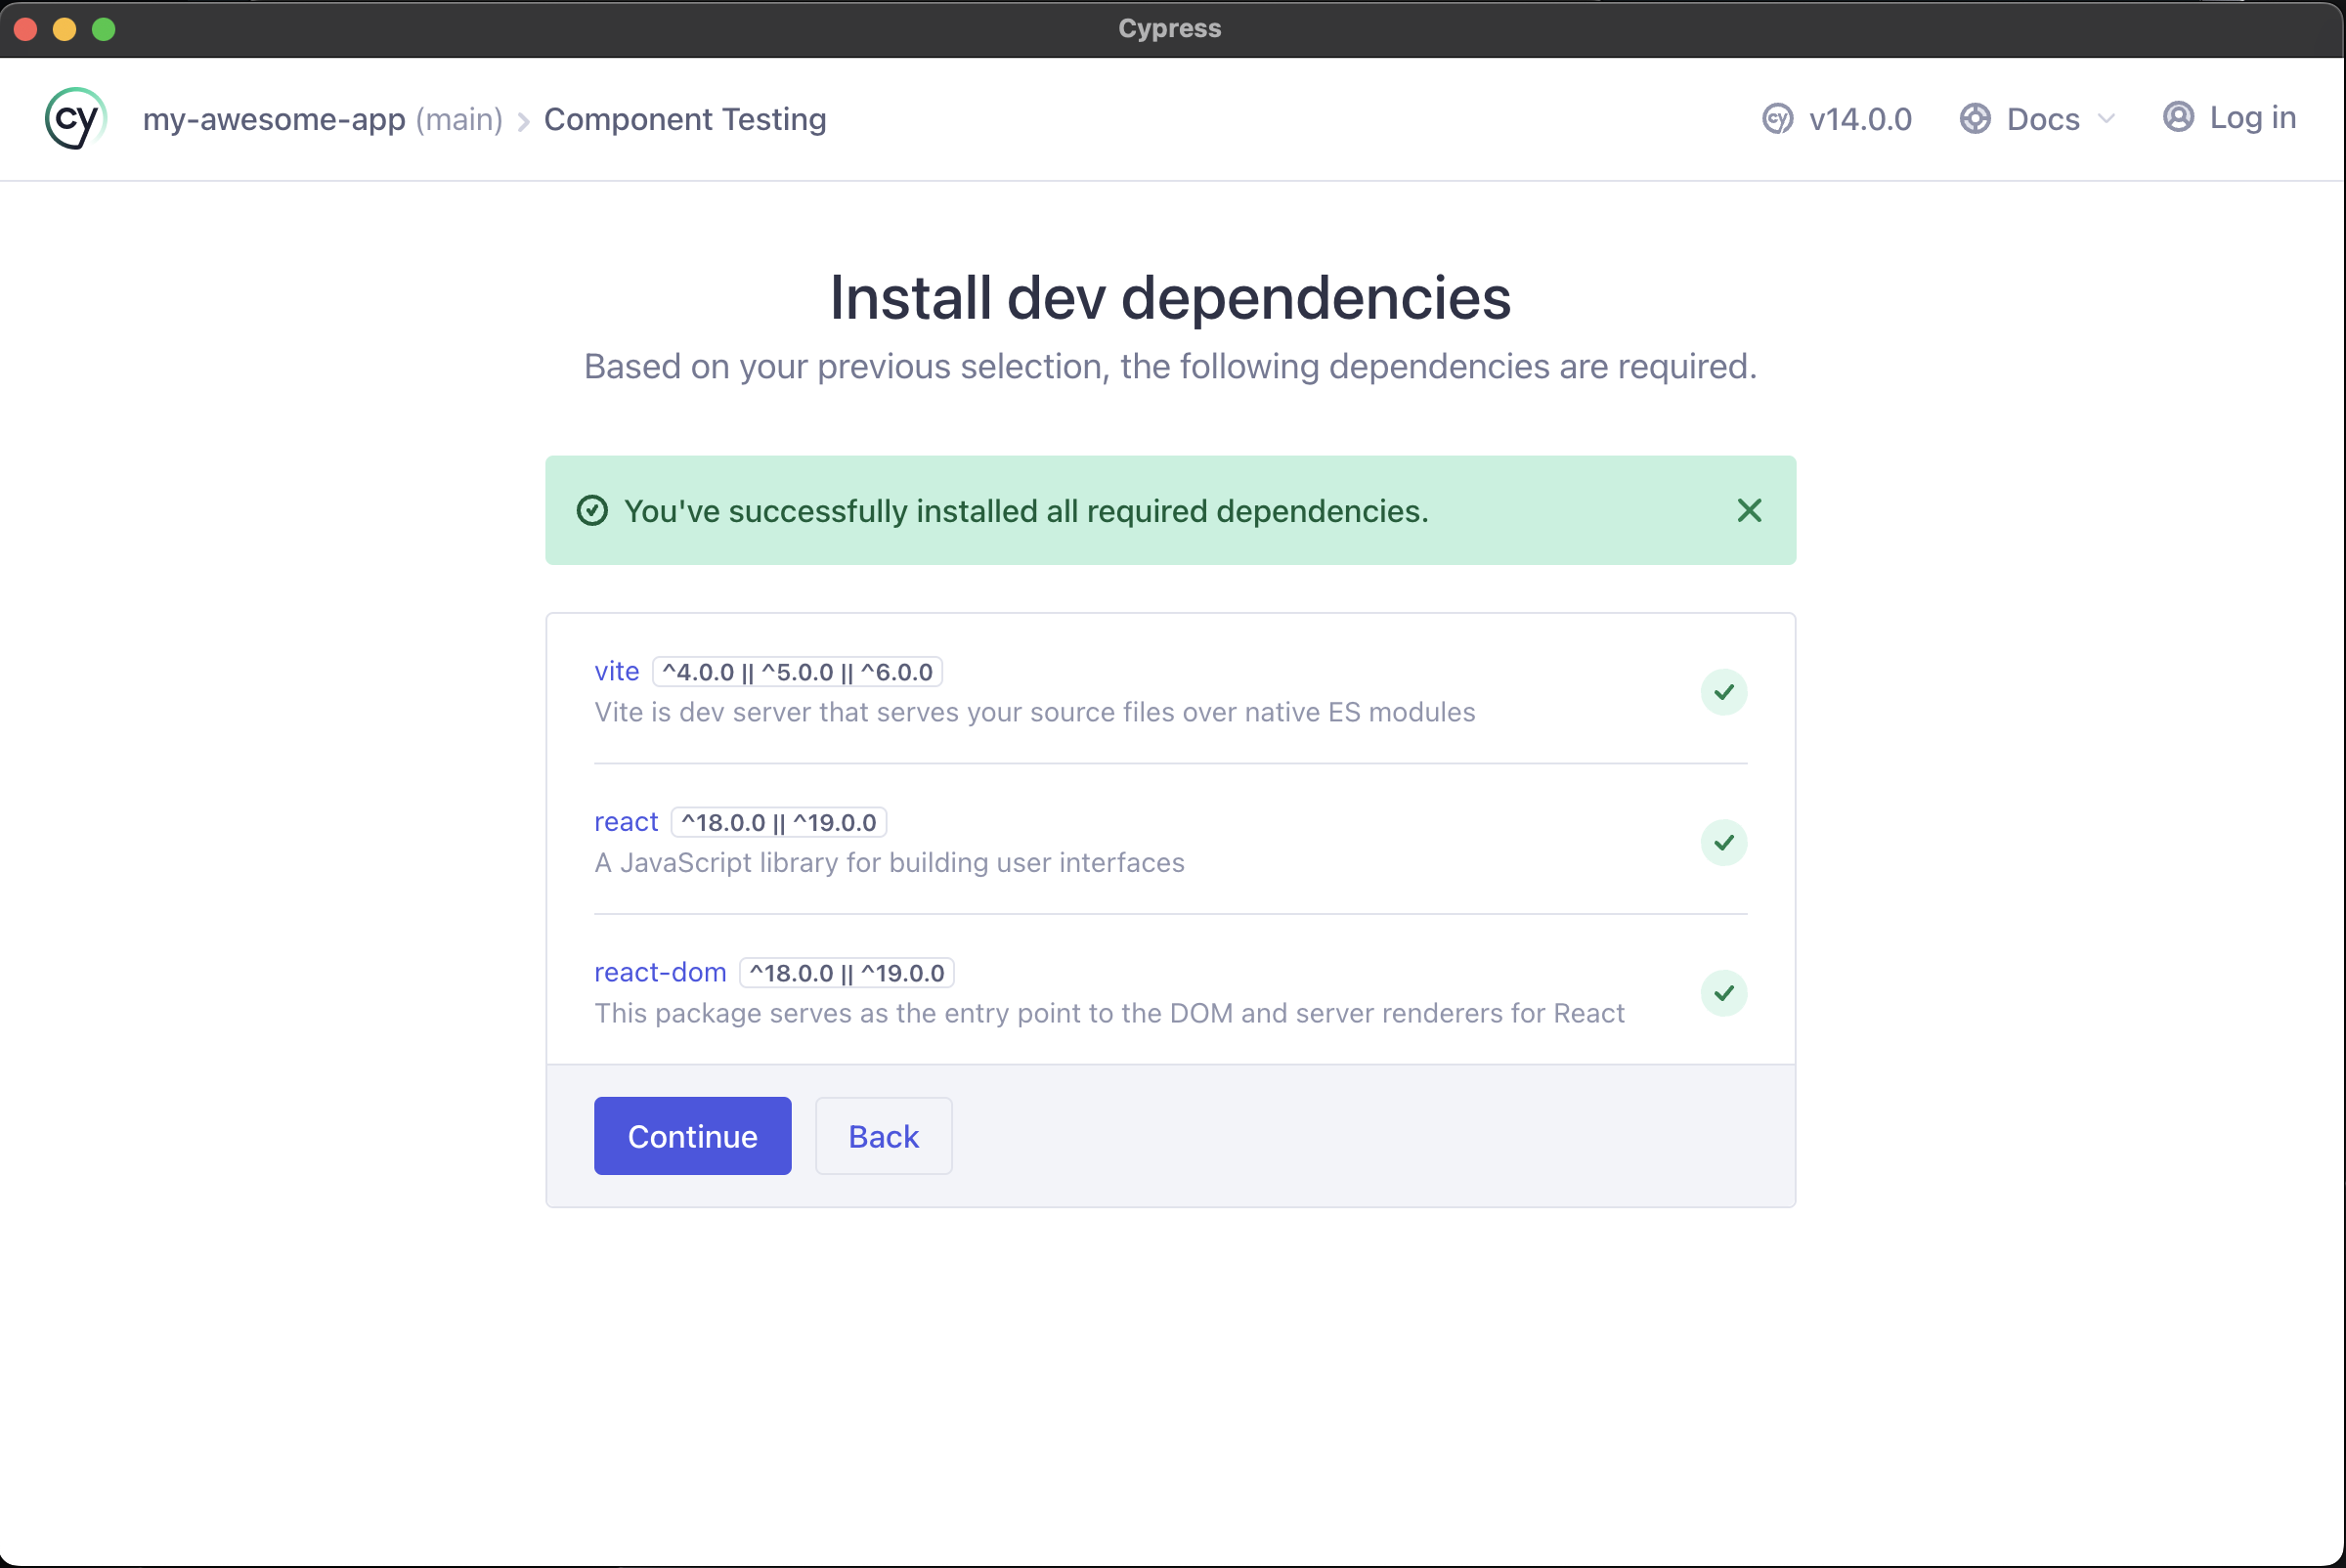 Cypress
cy my-awesome-app (main) > Component Testing
cy v14.0.0 Docs Log in
Install dev dependencies
Based on your previous selection, the following dependencies are required.
You've successfully installed all required dependencies.
vite ^4.0.0 || ^5.0.0 || ^6.0.0
Vite is dev server that serves your source files over native ES modules
react ^18.0.0 || ^19.0.0
A JavaScript library for building user interfaces
react-dom ^18.0.0 || ^19.0.0
This package serves as the entry point to the DOM and server renderers for React
Continue Back